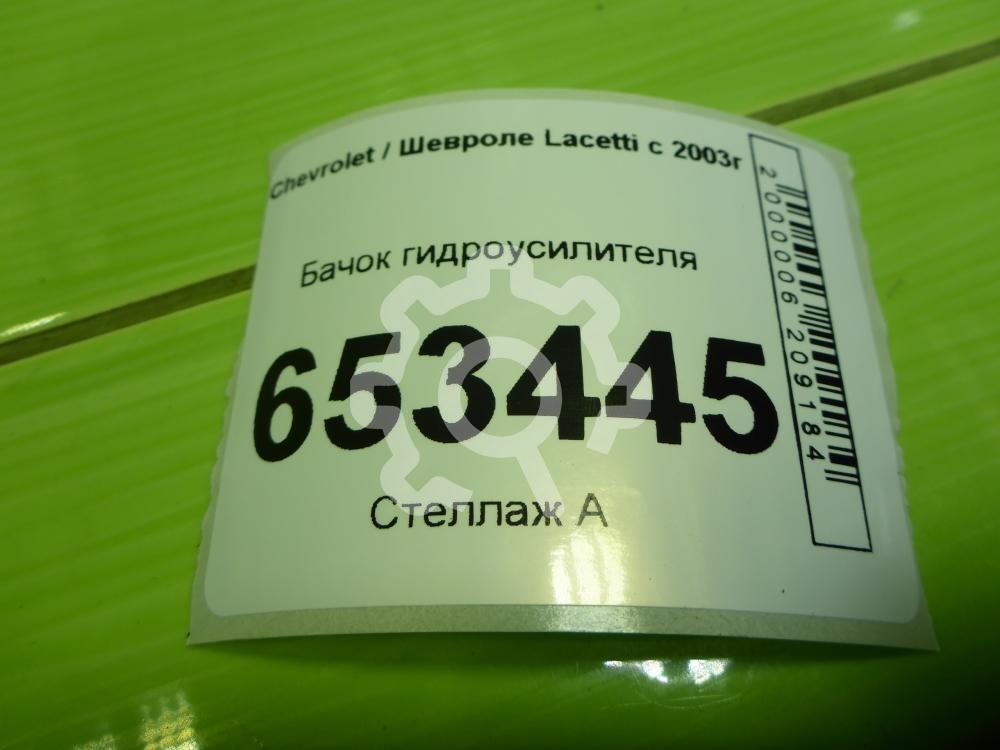 Chevrolet / Шевроле Lacetti с 2003г
Бачок гидроусилителя
653445
Стеллаж А
2000006209184